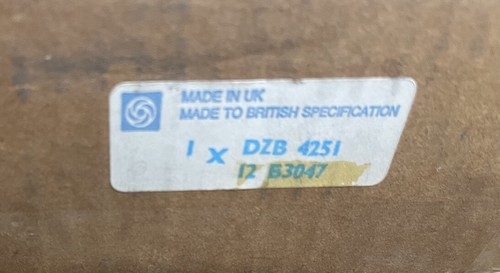 MADE IN UK
MADE TO BRITISH SPECIFICATION
1 x DZB 4251
12 B3047